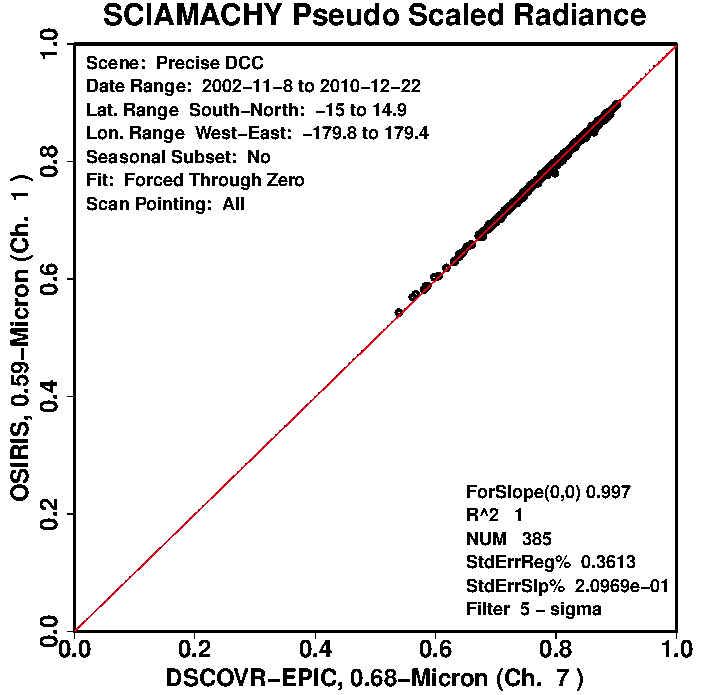 SCIAMACHY Pseudo Scaled Radiance
Scene: Precise DCC
Date Range: 2002-11-8 to 2010-12-22
Lat. Range South-North: -15 to 14.9
Lon. Range West-East: -179.8 to 179.4
Seasonal Subset: No
Fit: Forced Through Zero
Scan Pointing: All
OSIRIS, 0.59-Micron (Ch. 1 )
1.0
0.8
0.6
0.4
0.2
0.0
ForSlope(0,0) 0.997
R^2 1
NUM 385
StdErrReg% 0.3613
StdErrSlp% 2.0969e-01
Filter 5 - sigma
0.0 0.2 0.4 0.6 0.8 1.0
DSCOVR-EPIC, 0.68-Micron (Ch. 7 )